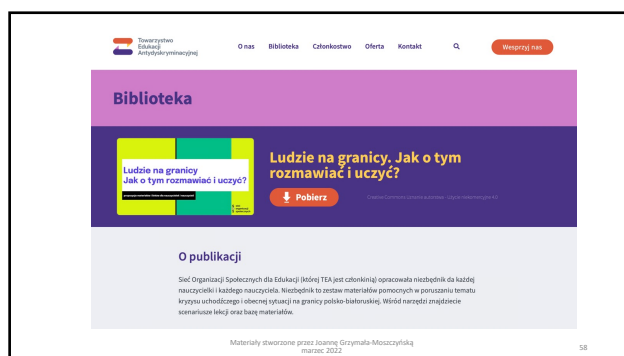 Towarzystwo
Edukacji
Antydyskryminacyjnej
O nas Biblioteka Członkostwo Oferta Kontakt Wesprzyj nas
Biblioteka
Ludzie na granicy
Jak o tym rozmawiać i uczyć?
Ludzie na granicy. Jak o tym
rozmawiać i uczyć?
Pobierz
O publikacji
Sieć Organizacji Społecznych dla Edukacji (której TEA jest członkinią) opracowała niezbędnik da każdej
nauczycielki i każdego nauczyciela. Niezbędnik to zestaw materiałów pomocnych w poruszaniu tematu
kryzysu uchodźczego i obecnej sytuacji na granicy polsko-białoruskiej. Wśród narzędzi znajdziecie
scenariusze lekcji oraz bazę materiałów.
Materiały stworzone przez Joannę Grzymała-Moszczyńską
marzec 2022
58